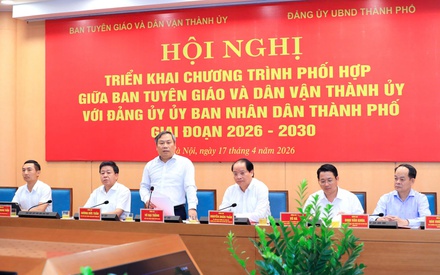 BAN TUYÊN GIÁO VÀ DÂN VẬN THÀNH ỦY
ĐẢNG ỦY UBND THÀNH PHỐ
HỘI NGHỊ
TRIỂN KHAI CHƯƠNG TRÌNH PHỐI HỢP
GIỮA BAN TUYÊN GIÁO VÀ DÂN VẬN THÀNH ỦY
VỚI ĐẢNG ỦY ỦY BAN NHÂN DÂN THÀNH PHỐ
GIAI ĐOẠN 2026 - 2030
Hà Nội, ngày 17 tháng 4 năm 2026